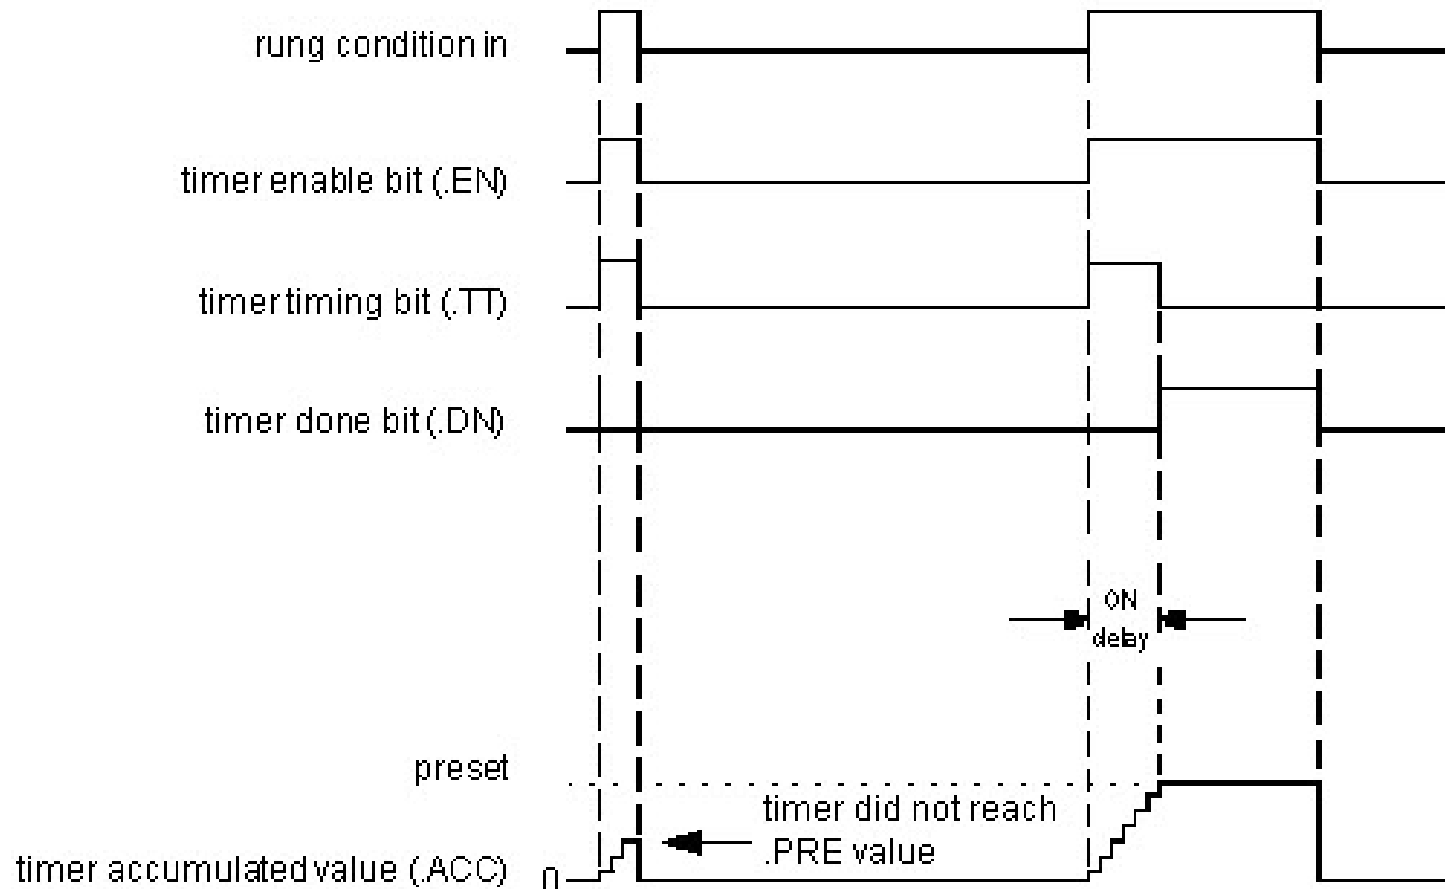 rung condition in
timer enable bit (.EN)
timer timing bit (.TT)
timer done bit (.DN)
ON
delay
preset
timer did not reach
.PRE value
timer accumulated value (.ACC)
0